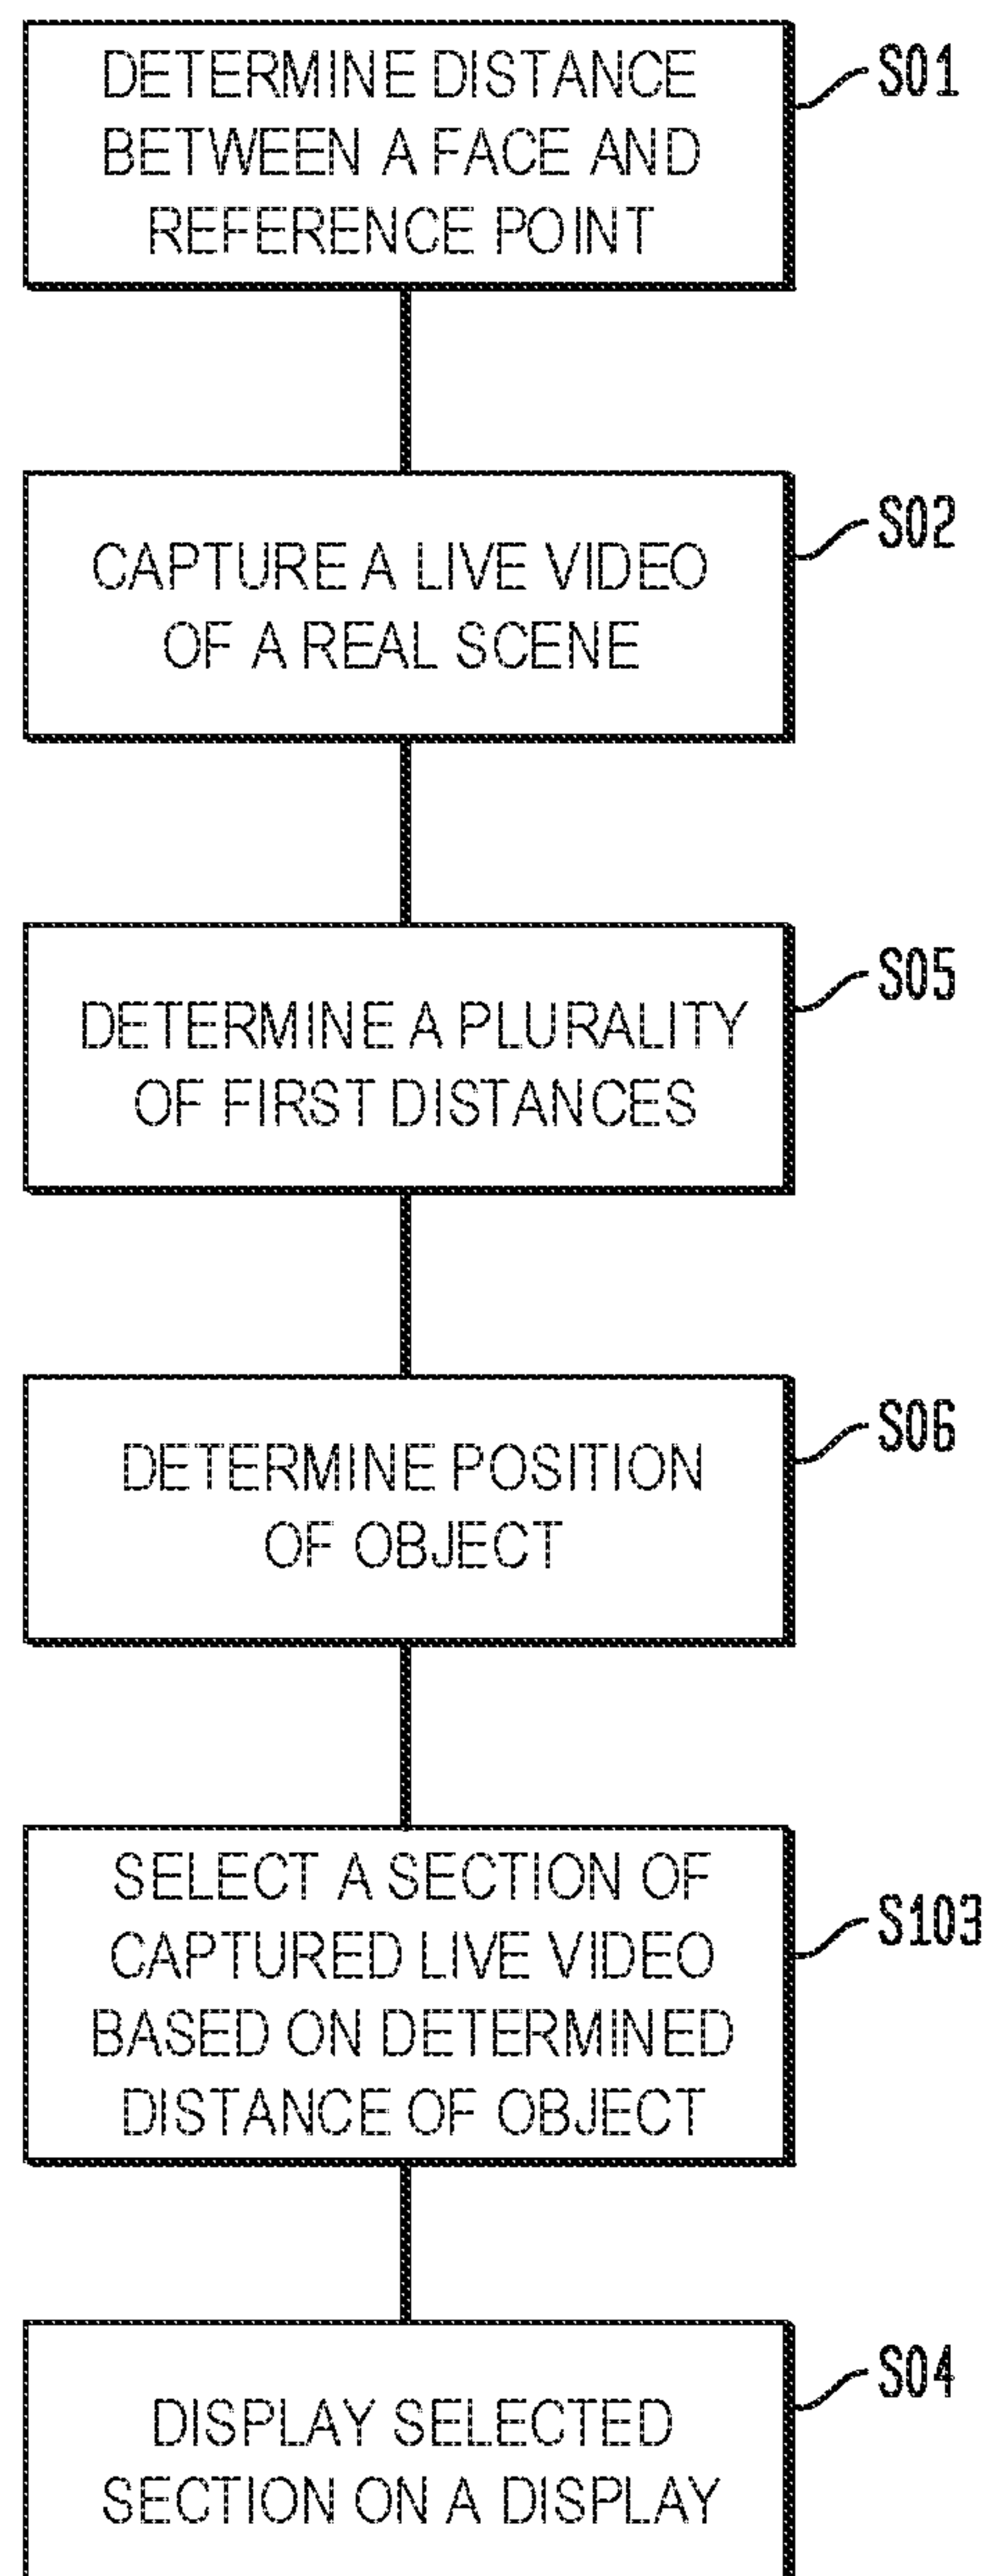 DETERMINE DISTANCE
BETWEEN A FACE AND
REFERENCE POINT
S01
CAPTURE A LIVE VIDEO
OF A REAL SCENE
S02
DETERMINE A PLURALITY
OF FIRST DISTANCES
S05
DETERMINE POSITION
OF OBJECT
S06
SELECT A SECTION OF
CAPTURED LIVE VIDEO
BASED ON DETERMINED
DISTANCE OF OBJECT
S103
DISPLAY SELECTED
SECTION ON A DISPLAY
S04